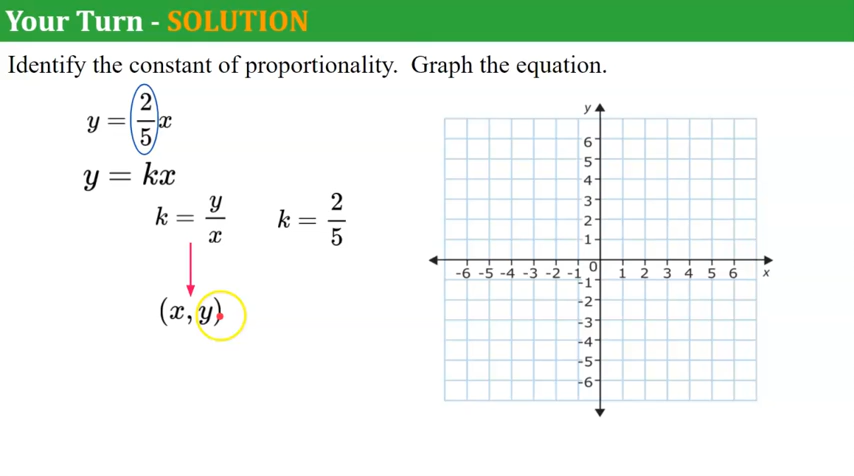 Your Turn - SOLUTION
Identify the constant of proportionality. Graph the equation.
y = 2/5 x
y = kx
k = y/x
k = 2/5
(x, y)
y
6
5
4
3
2
1
-6 -5 -4 -3 -2 -1 0 1 2 3 4 5 6 x
-1
-2
-3
-4
-5
-6